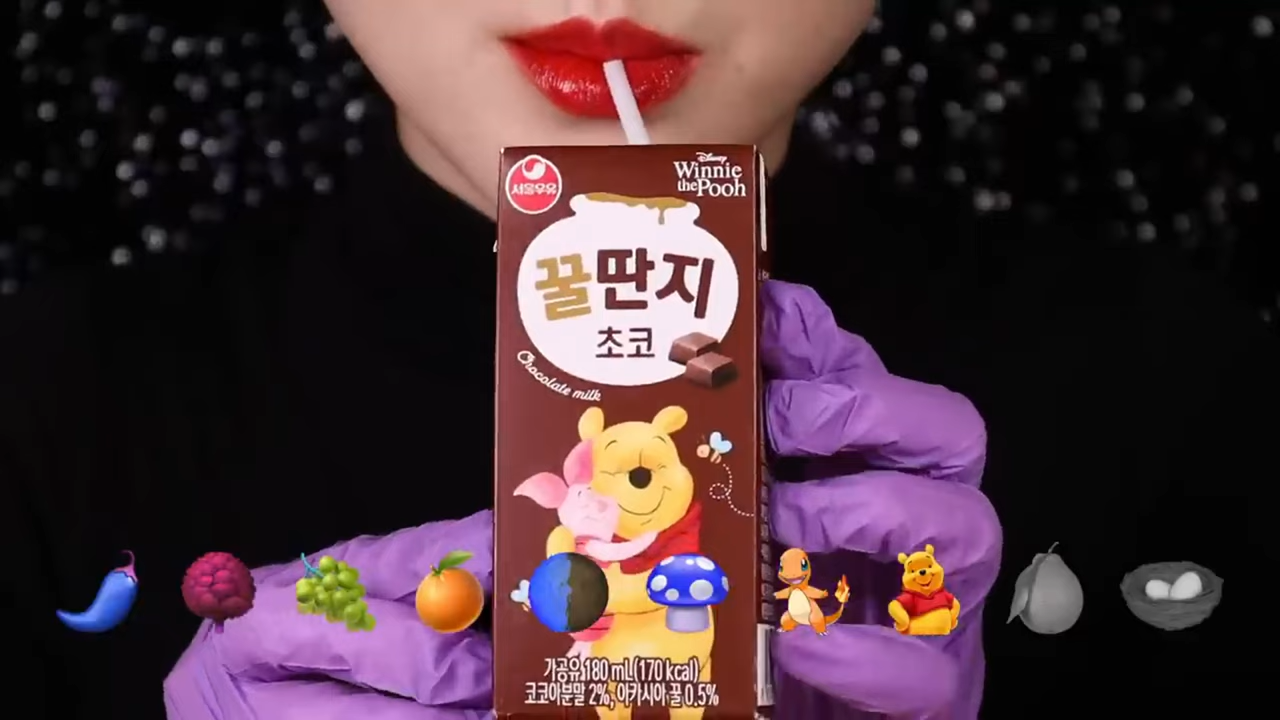 서울우유
Disney
Winnie
the Pooh
꿀딴지
초코
Chocolate milk
가공유 180 mL(170 kcal)
코코아분말 2%, 아카시아 꿀 0.5%